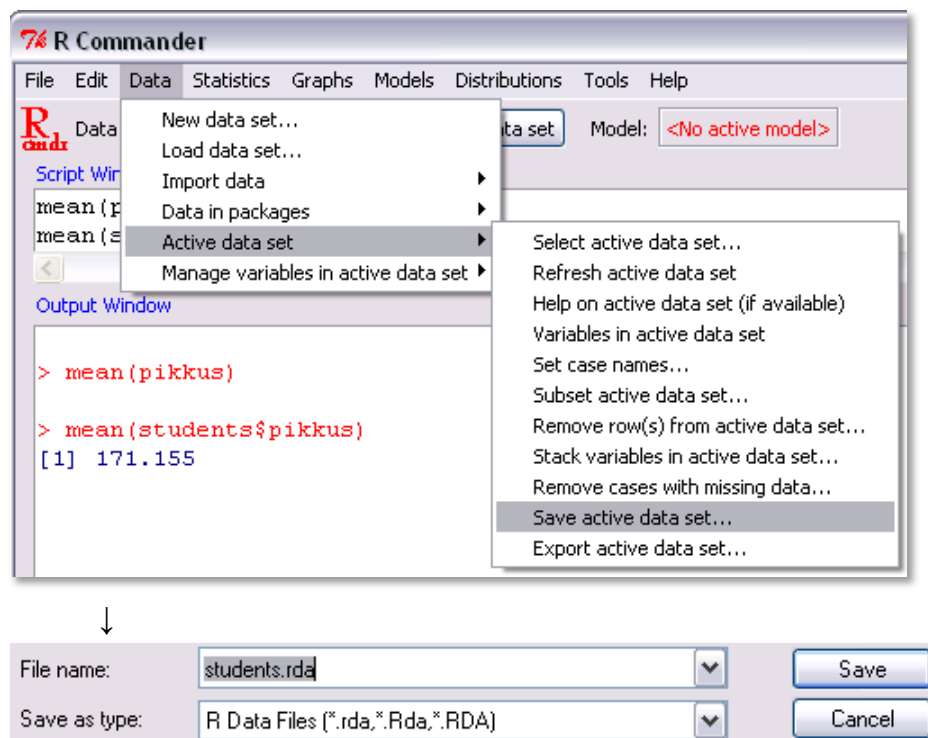 R Commander
File Edit Data Statistics Graphs Models Distributions Tools Help
R cmdr Data New data set... ta set Model: <No active model>
Load data set...
Script Wir Import data
mean(p Data in packages
mean(s Active data set Select active data set...
Manage variables in active data set Refresh active data set
Output Window Help on active data set (if available)
Variables in active data set
> mean(pikkus) Set case names...
Subset active data set...
> mean(students$pikkus) Remove row(s) from active data set...
[1] 171.155 Stack variables in active data set...
Remove cases with missing data...
Save active data set...
Export active data set...
↓
File name: students.rda Save
Save as type: R Data Files (*.rda,*.Rda,*.RDA) Cancel